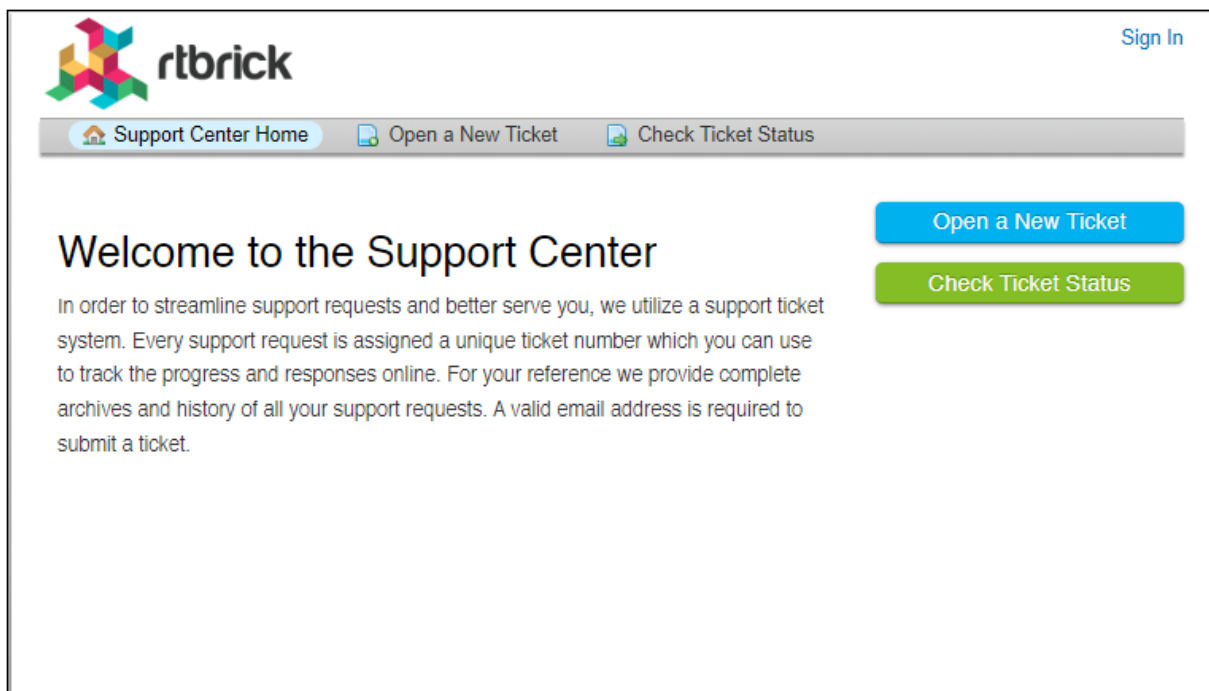 rtbrick
Sign In
Support Center Home
Open a New Ticket
Check Ticket Status
Welcome to the Support Center
In order to streamline support requests and better serve you, we utilize a support ticket
system. Every support request is assigned a unique ticket number which you can use
to track the progress and responses online. For your reference we provide complete
archives and history of all your support requests. A valid email address is required to
submit a ticket.
Open a New Ticket
Check Ticket Status